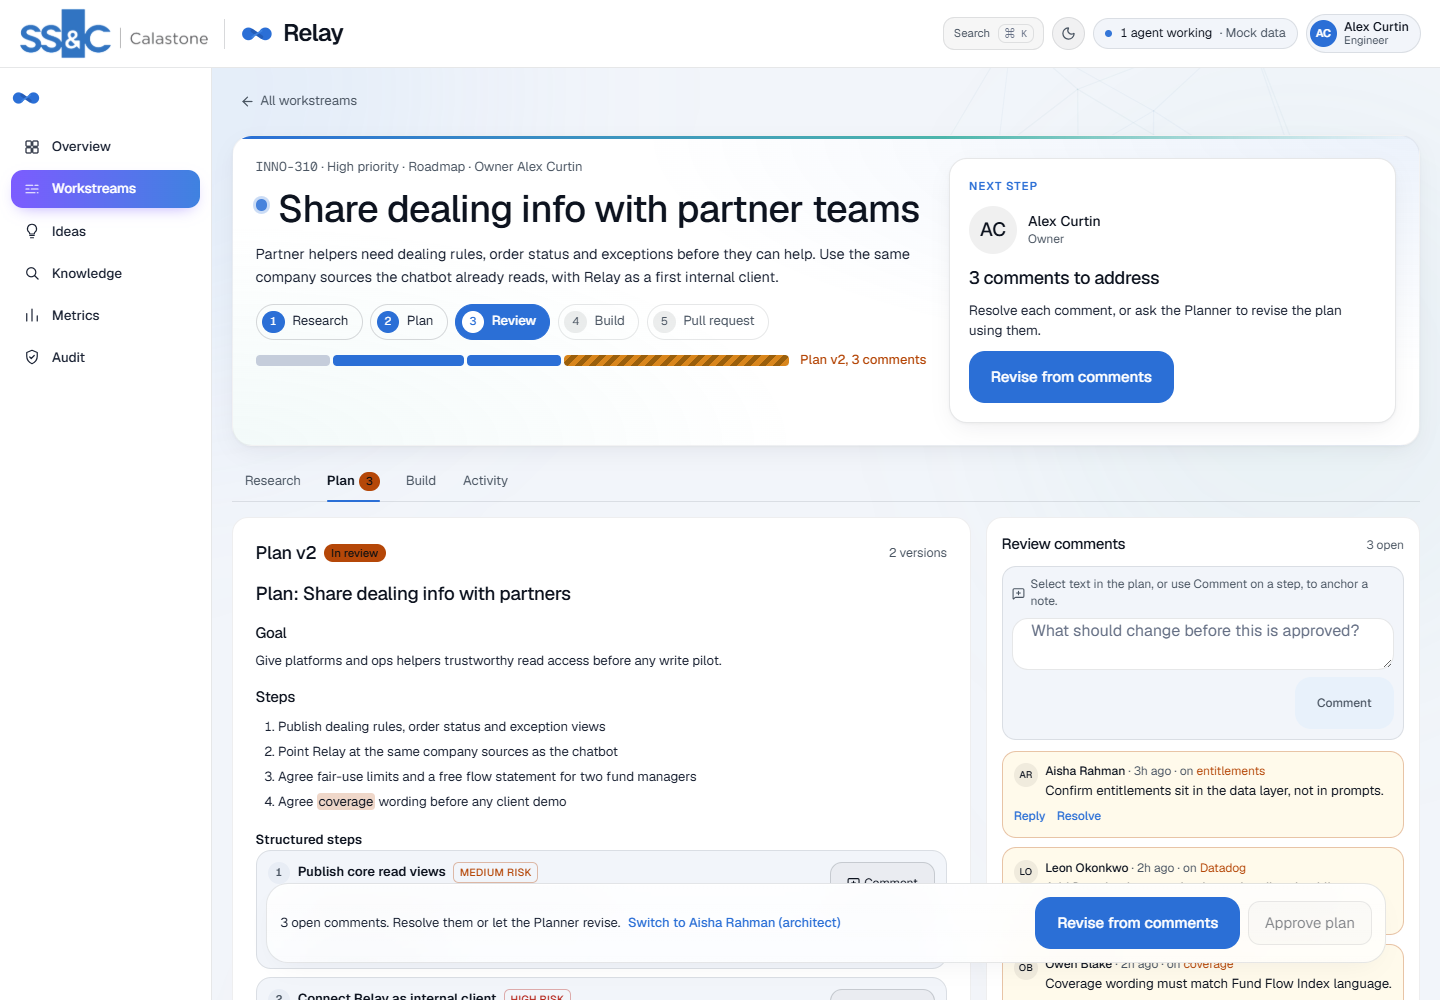 SS&C | Calastone
Relay
Search ⌘ K
1 agent working · Mock data
AC
Alex Curtin
Engineer
Overview
Workstreams
Ideas
Knowledge
Metrics
Audit
← All workstreams
INNO-310 · High priority · Roadmap · Owner Alex Curtin
Share dealing info with partner teams
Partner helpers need dealing rules, order status and exceptions before they can help. Use the same
company sources the chatbot already reads, with Relay as a first internal client.
1 Research
2 Plan
3 Review
4 Build
5 Pull request
Plan v2, 3 comments
NEXT STEP
AC
Alex Curtin
Owner
3 comments to address
Resolve each comment, or ask the Planner to revise the plan
using them.
Revise from comments
Research
Plan 3
Build
Activity
Plan v2 In review
2 versions
Plan: Share dealing info with partners
Goal
Give platforms and ops helpers trustworthy read access before any write pilot.
Steps
1. Publish dealing rules, order status and exception views
2. Point Relay at the same company sources as the chatbot
3. Agree fair-use limits and a free flow statement for two fund managers
4. Agree coverage wording before any client demo
Structured steps
1 Publish core read views MEDIUM RISK
Comment
2 Connect Relay as internal client HIGH RISK
Review comments
3 open
Select text in the plan, or use Comment on a step, to anchor a
note.
What should change before this is approved?
Comment
AR
Aisha Rahman · 3h ago · on entitlements
Confirm entitlements sit in the data layer, not in prompts.
Reply Resolve
LO
Leon Okonkwo · 2h ago · on Datadog
OB
Owen Blake · 2h ago · on coverage
Coverage wording must match Fund Flow Index language.
3 open comments. Resolve them or let the Planner revise. Switch to Aisha Rahman (architect)
Revise from comments
Approve plan